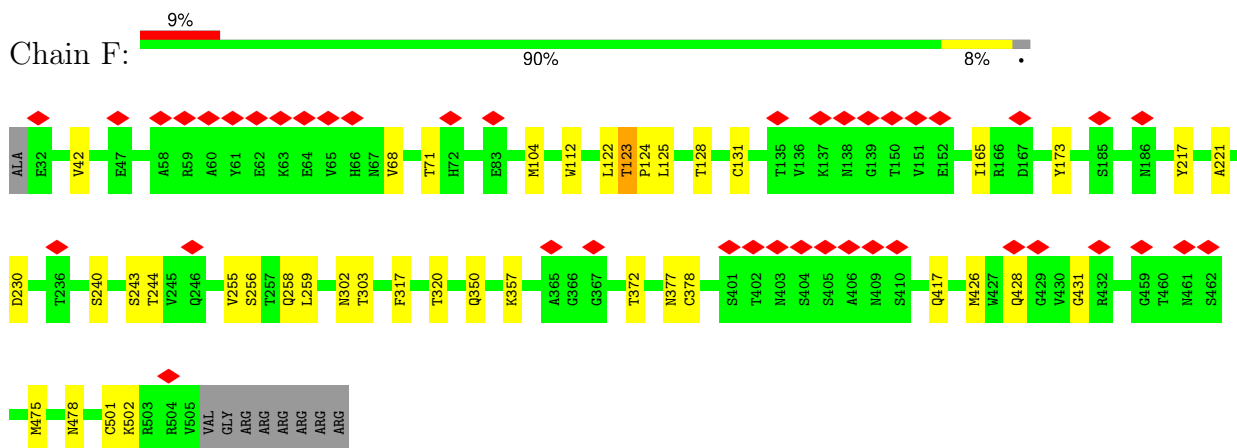 9%
Chain F:
90% 8% •
ALA E32 V42 E47 A58 R59 A60 Y61 E62 K63 E64 V65 H66 N67 V68 T71 H72 E83 M104 W112 L122 T123 P124 L125 T128 C131 T135 V136 K137 N138 G139 T150 V151 E152 I165 R166 D167 Y173 S185 N186 Y217 A221
D230 T236 S240 S243 T244 V245 Q246 V255 S256 T257 Q258 L259 N302 T303 F317 T320 Q350 K357 A365 G366 G367 T372 N377 C378 S401 T402 N403 S404 S405 A406 N409 S410 Q417 M426 W427 Q428 G429 V430 G431 R432 G459 T460 N461 S462
M475 N478 C501 K502 R503 R504 V505 VAL GLY ARG ARG ARG ARG ARG ARG